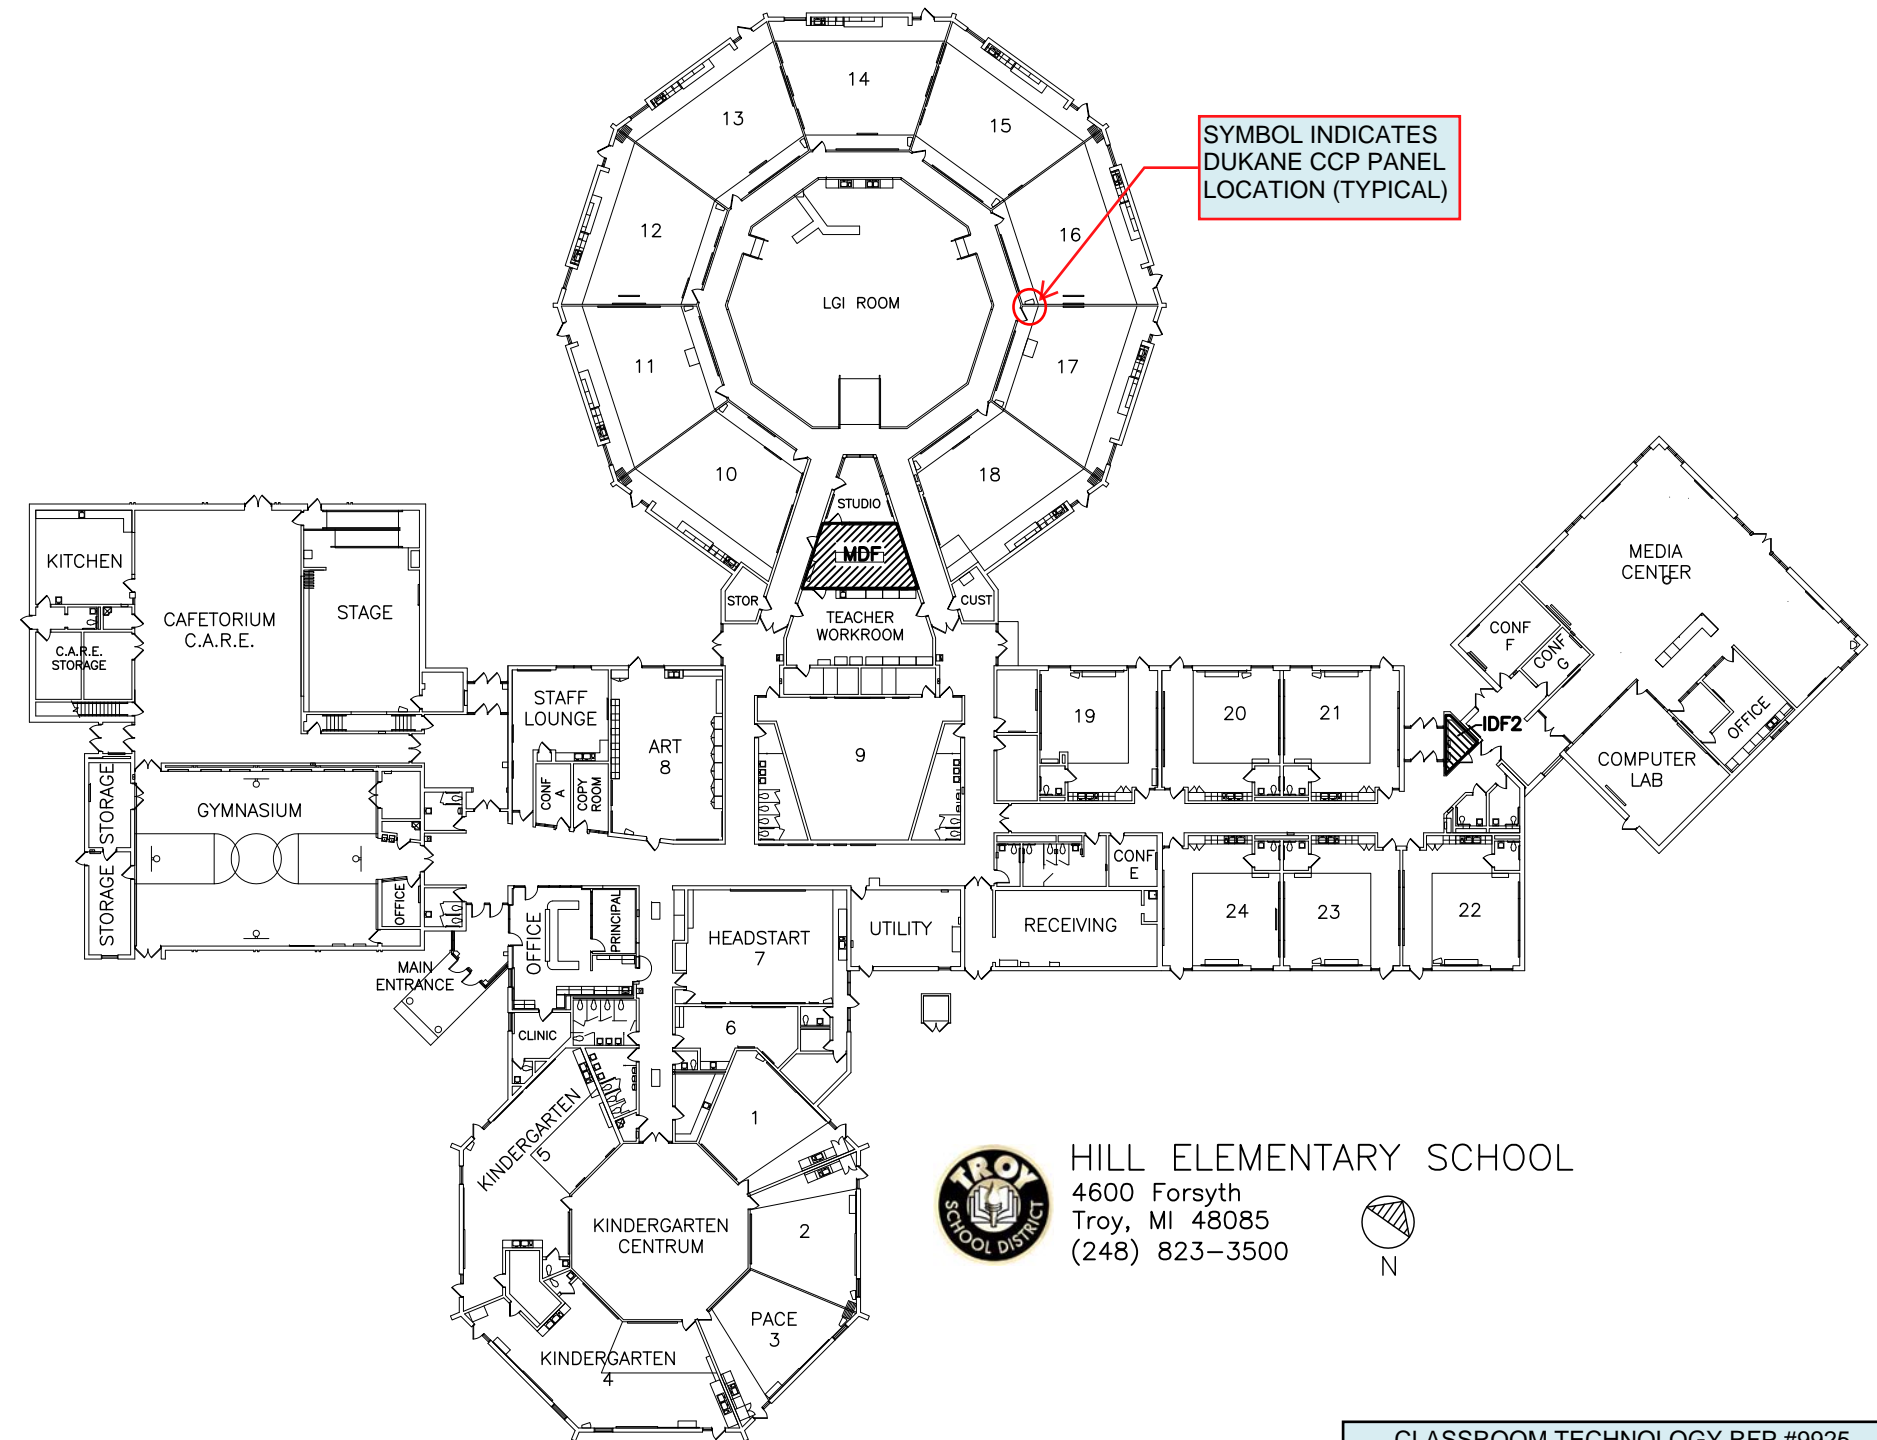 14
13
15
SYMBOL INDICATES
DUKANE CCP PANEL
LOCATION (TYPICAL)
12
16
LGI ROOM
11
17
10
18
STUDIO
MDF
STOR
CUST
TEACHER
WORKROOM
KITCHEN
CAFETORIUM
C.A.R.E.
STAGE
C.A.R.E.
STORAGE
MEDIA
CENTER
CONF
F
CONF
G
OFFICE
COMPUTER
LAB
IDF2
STAFF
LOUNGE
ART
8
CONF
A
COPY
ROOM
9
19
20
21
STORAGE
STORAGE
GYMNASIUM
OFFICE
CONF
E
24
23
22
RECEIVING
UTILITY
HEADSTART
7
OFFICE
PRINCIPAL
MAIN
ENTRANCE
CLINIC
6
1
KINDERGARTEN
5
KINDERGARTEN
CENTRUM
2
PACE
3
KINDERGARTEN
4
TROY
SCHOOL DISTRICT
HILL ELEMENTARY SCHOOL
4600 Forsyth
Troy, MI 48085
(248) 823-3500
N
CLASSROOM TECHNOLOGY RFP #9925